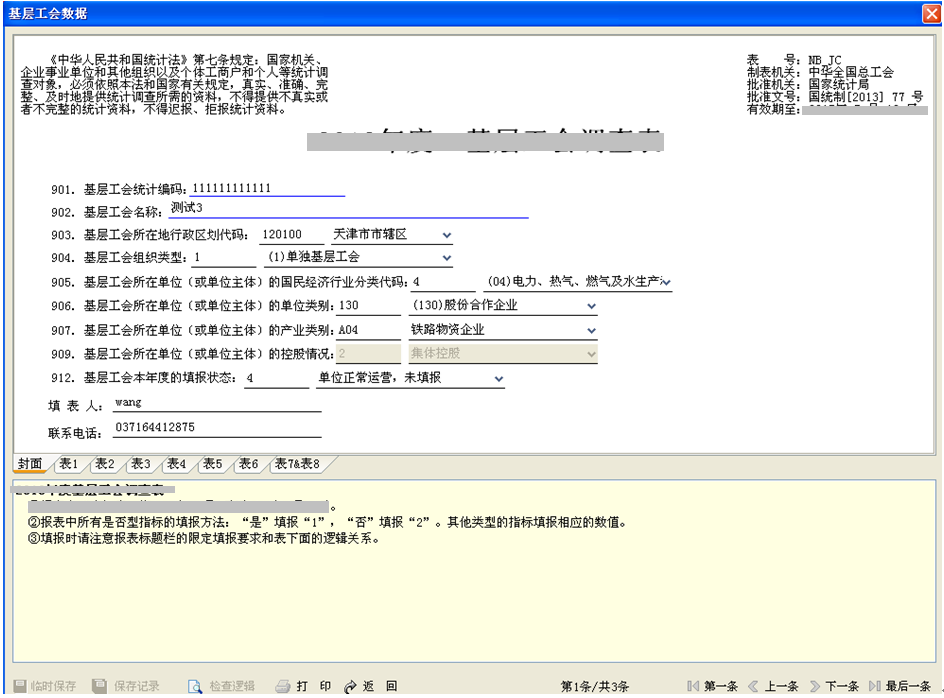 基层工会数据
《中华人民共和国统计法》第七条规定：国家机关、
企业事业单位和其他组织以及个体工商户和个人等统计调
查对象，必须依照本法和国家有关规定，真实、准确、完
整、及时地提供统计调查所需的资料，不得提供不真实或
者不完整的统计资料，不得迟报、拒报统计资料。
表　　号：NB_JC
制表机关：中华全国总工会
批准机关：国家统计局
批准文号：国统制[2013] 77 号
有效期至：
年度 基层工会调查表
901. 基层工会统计编码：111111111111
902. 基层工会名称：测试3
903. 基层工会所在地行政区划代码： 120100 天津市市辖区
904. 基层工会组织类型：1 (1)单独基层工会
905. 基层工会所在单位（或单位主体）的国民经济行业分类代码：4 (04)电力、热气、燃气及水生产
906. 基层工会所在单位（或单位主体）的单位类别：130 (130)股份合作企业
907. 基层工会所在单位（或单位主体）的产业类别：A04 铁路物资企业
909. 基层工会所在单位（或单位主体）的控股情况：2 集体控股
912. 基层工会本年度的填报状态： 4 单位正常运营，未填报
填 表 人： wang
联系电话： 037164412875
封面 表1 表2 表3 表4 表5 表6 表7&表8
年度基层工会调查表
②报表中所有是否型指标的填报方法：“是”填报“1”，“否”填报“2”。其他类型的指标填报相应的数值。
③填报时请注意报表标题栏的限定填报要求和表下面的逻辑关系。
临时保存 保存记录 检查逻辑 打 印 返 回 第1条/共3条 第一条 上一条 下一条 最后一条